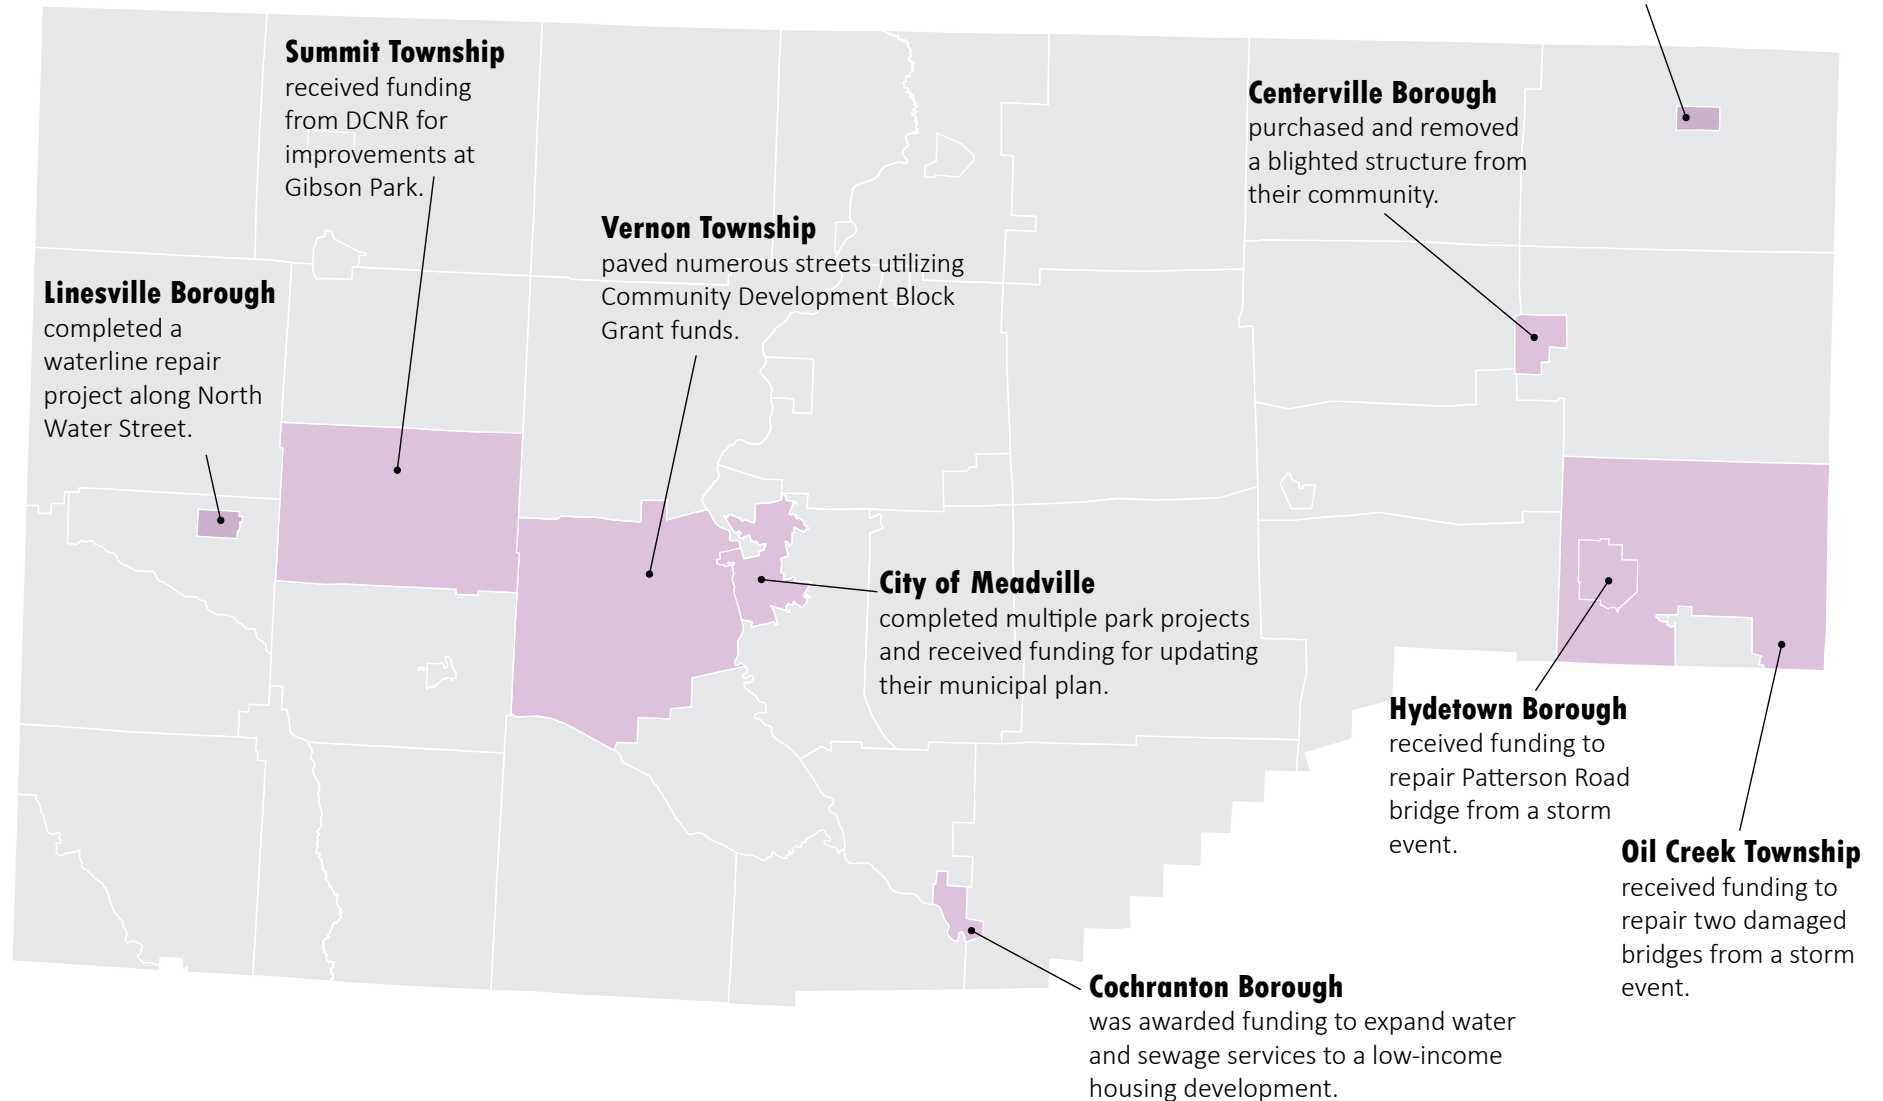 Summit Township
received funding
from DCNR for
improvements at
Gibson Park.
Centerville Borough
purchased and removed
a blighted structure from
their community.
Vernon Township
paved numerous streets utilizing
Community Development Block
Grant funds.
Linesville Borough
completed a
waterline repair
project along North
Water Street.
City of Meadville
completed multiple park projects
and received funding for updating
their municipal plan.
Hydetown Borough
received funding to
repair Patterson Road
bridge from a storm
event.
Oil Creek Township
received funding to
repair two damaged
bridges from a storm
event.
Cochranton Borough
was awarded funding to expand water
and sewage services to a low-income
housing development.